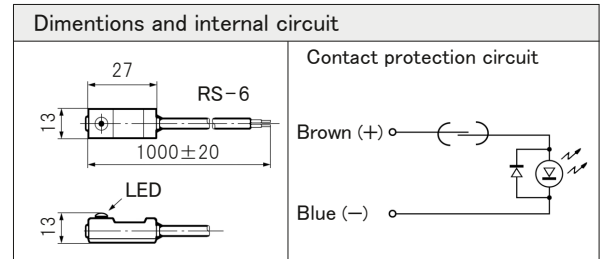 Dimentions and internal circuit
27
RS-6
13
1000±20
LED
13
Contact protection circuit
Brown (+)
Blue (−)